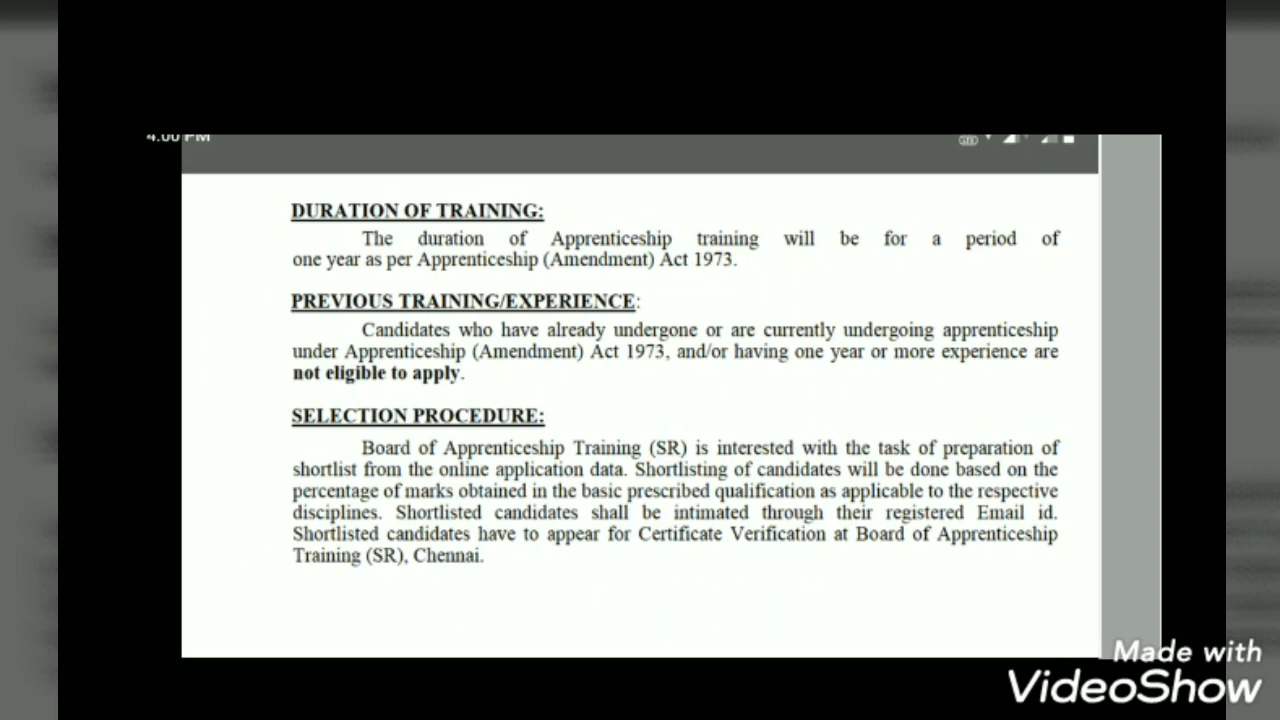 4:00 PM
DURATION OF TRAINING:
The duration of Apprenticeship training will be for a period of
one year as per Apprenticeship (Amendment) Act 1973.
PREVIOUS TRAINING/EXPERIENCE:
Candidates who have already undergone or are currently undergoing apprenticeship
under Apprenticeship (Amendment) Act 1973, and/or having one year or more experience are
not eligible to apply.
SELECTION PROCEDURE:
Board of Apprenticeship Training (SR) is interested with the task of preparation of
shortlist from the online application data. Shortlisting of candidates will be done based on the
percentage of marks obtained in the basic prescribed qualification as applicable to the respective
disciplines. Shortlisted candidates shall be intimated through their registered Email id.
Shortlisted candidates have to appear for Certificate Verification at Board of Apprenticeship
Training (SR), Chennai.
Made with
VideoShow